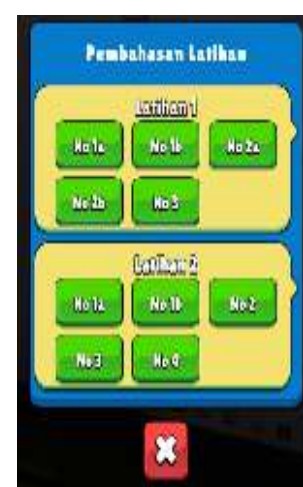 Pembahasan Latihan
Latihan 1
No 1a No 1b No 2a
No 2b No 3
Latihan 2
No 1a No 1b No 2
No 3 No 4